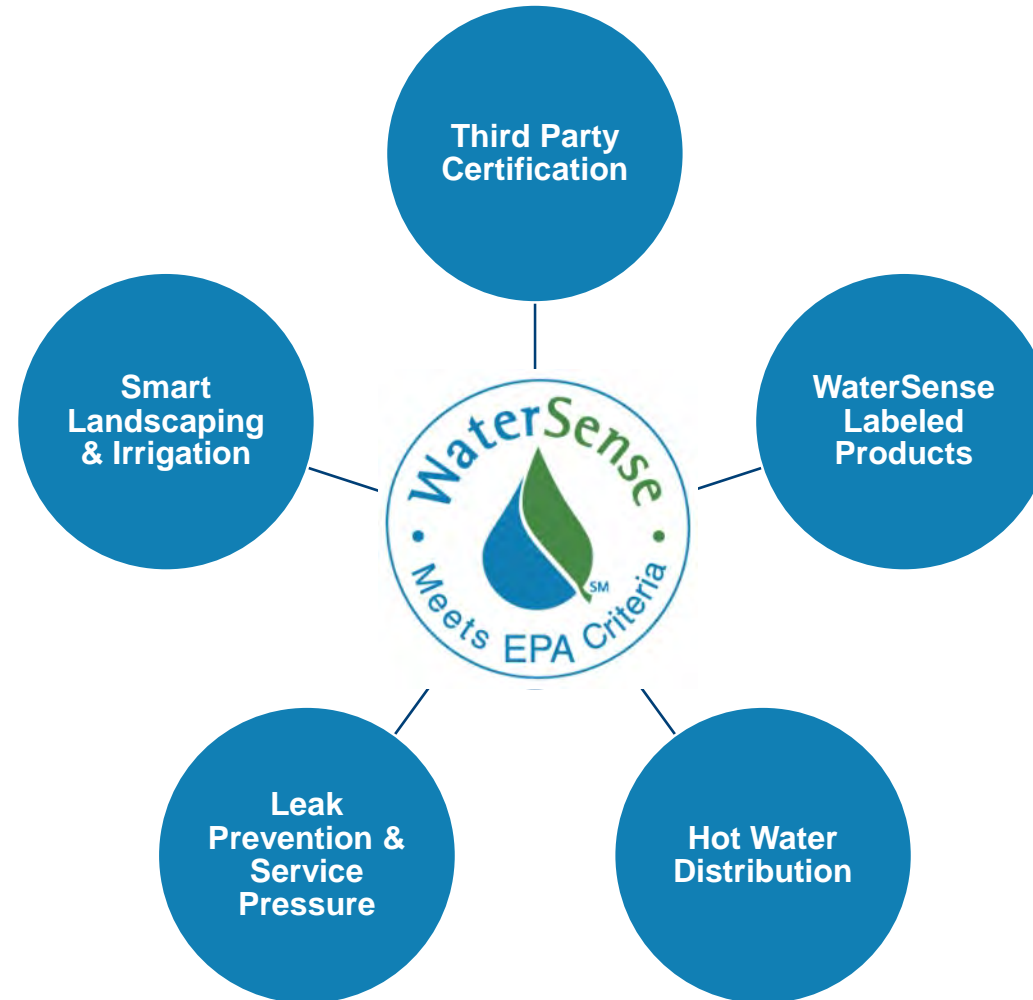 Third Party
Certification
Smart
Landscaping
& Irrigation
WaterSense
Labeled
Products
WaterSense
SM
• Meets EPA Criteria •
Leak
Prevention &
Service
Pressure
Hot Water
Distribution